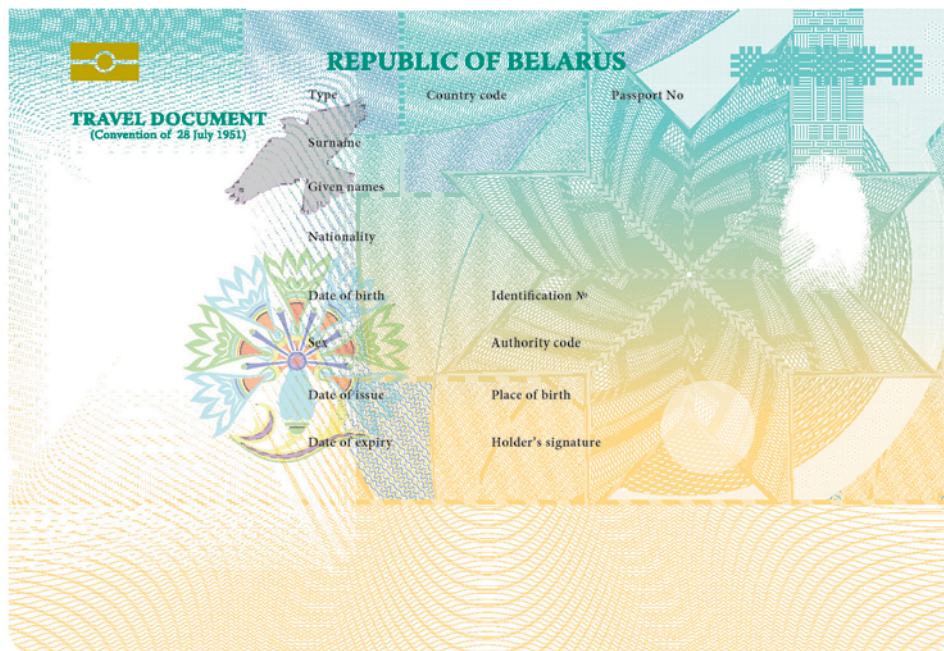 REPUBLIC OF BELARUS
Type Country code Passport No
TRAVEL DOCUMENT
(Convention of 28 July 1951)
Surname
Given names
Nationality
Date of birth Identification №
Sex Authority code
Date of issue Place of birth
Date of expiry Holder's signature